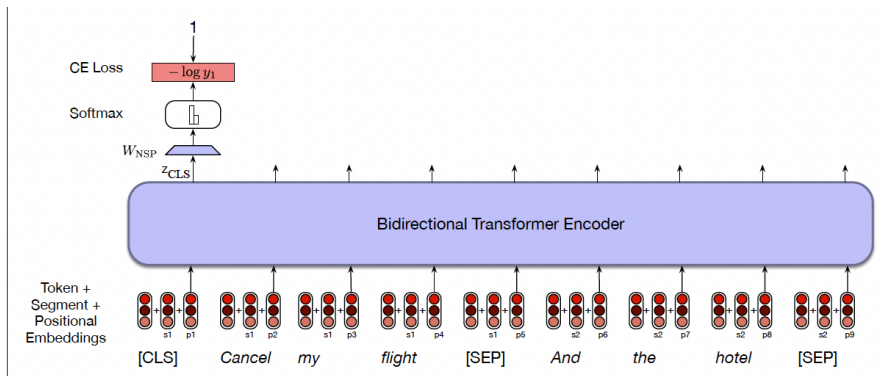 1
CE Loss
− log y₁
Softmax
W_NSP
z_CLS
Bidirectional Transformer Encoder
Token +
Segment +
Positional
Embeddings
+ + + + + + + + + + + + + + + + + +
s1 p1 s1 p2 s1 p3 s1 p4 s1 p5 s2 p6 s2 p7 s2 p8 s2 p9
[CLS] Cancel my flight [SEP] And the hotel [SEP]